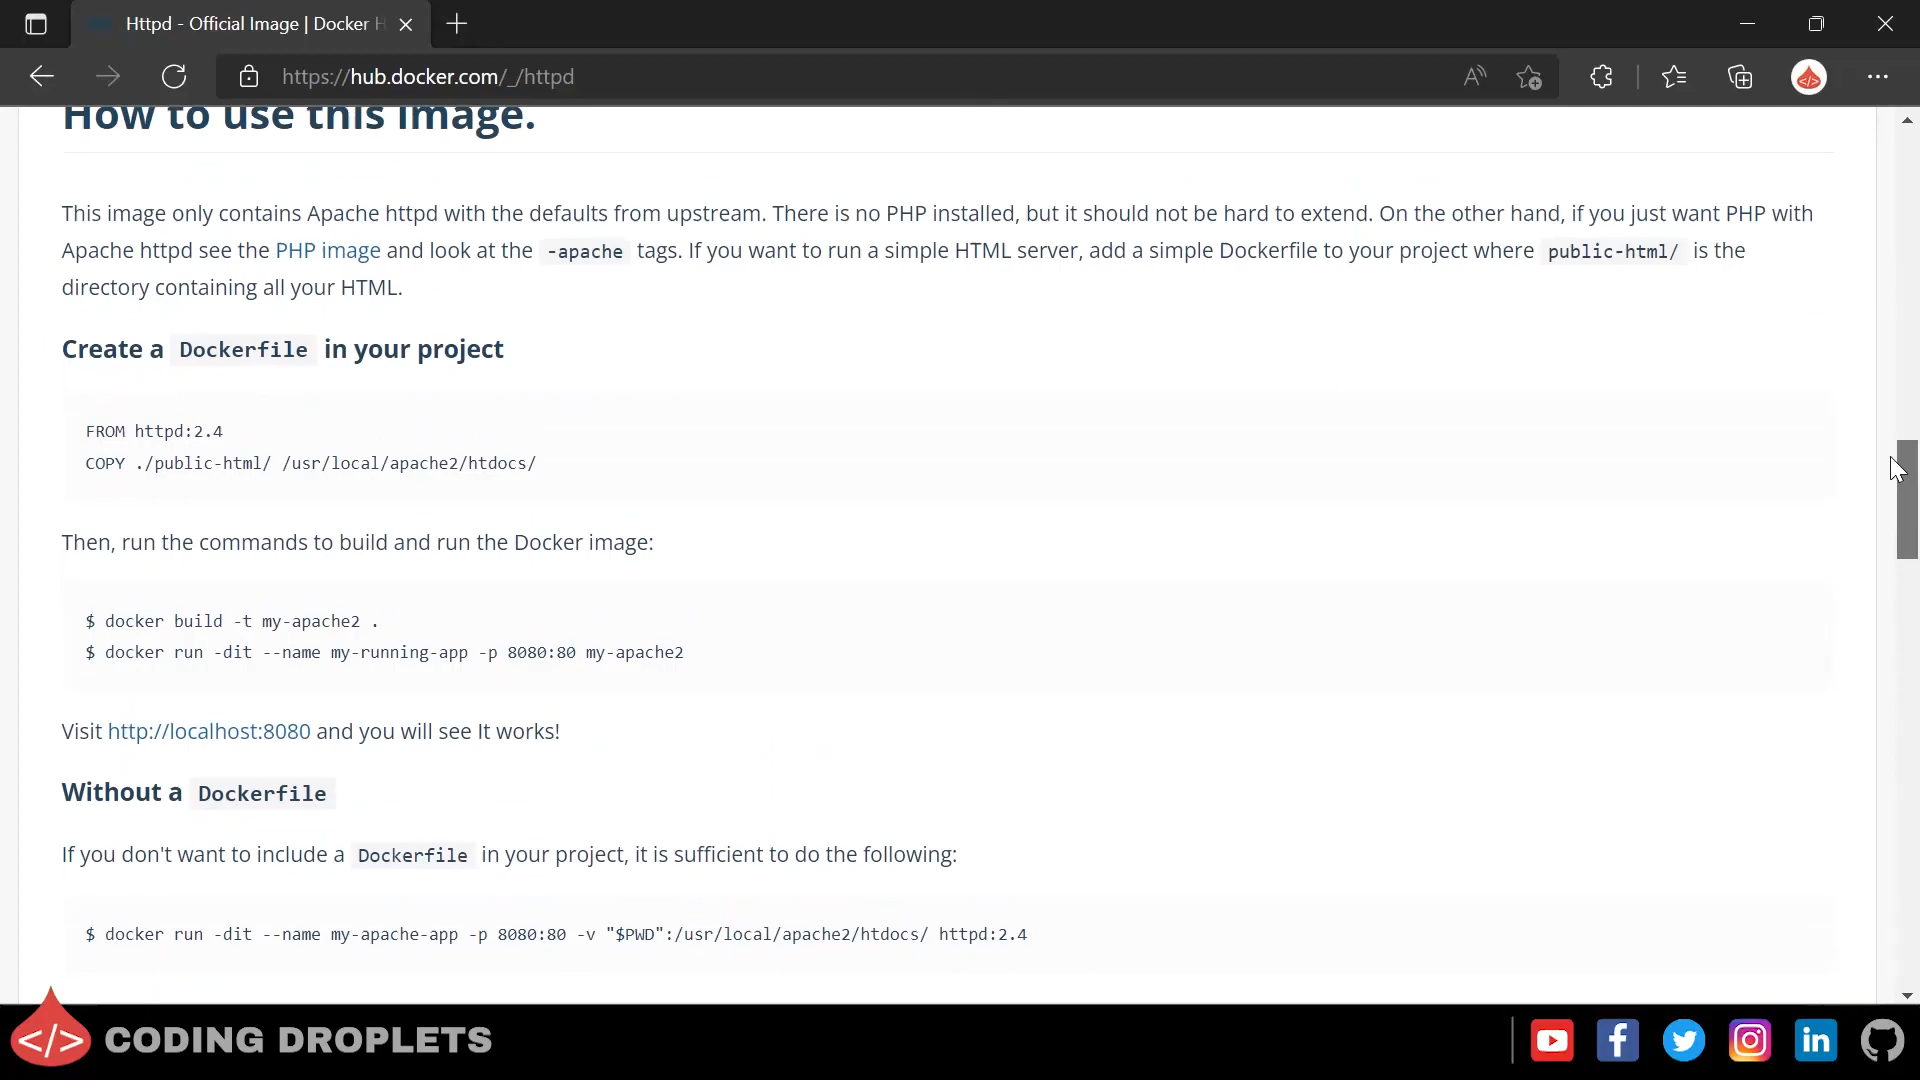 Httpd - Official Image | Docker H
https://hub.docker.com/_/httpd
How to use this image.
This image only contains Apache httpd with the defaults from upstream. There is no PHP installed, but it should not be hard to extend. On the other hand, if you just want PHP with
Apache httpd see the PHP image and look at the -apache tags. If you want to run a simple HTML server, add a simple Dockerfile to your project where public-html/ is the
directory containing all your HTML.
Create a Dockerfile in your project
FROM httpd:2.4
COPY ./public-html/ /usr/local/apache2/htdocs/
Then, run the commands to build and run the Docker image:
$ docker build -t my-apache2 .
$ docker run -dit --name my-running-app -p 8080:80 my-apache2
Visit http://localhost:8080 and you will see It works!
Without a Dockerfile
If you don't want to include a Dockerfile in your project, it is sufficient to do the following:
$ docker run -dit --name my-apache-app -p 8080:80 -v "$PWD":/usr/local/apache2/htdocs/ httpd:2.4
</> CODING DROPLETS